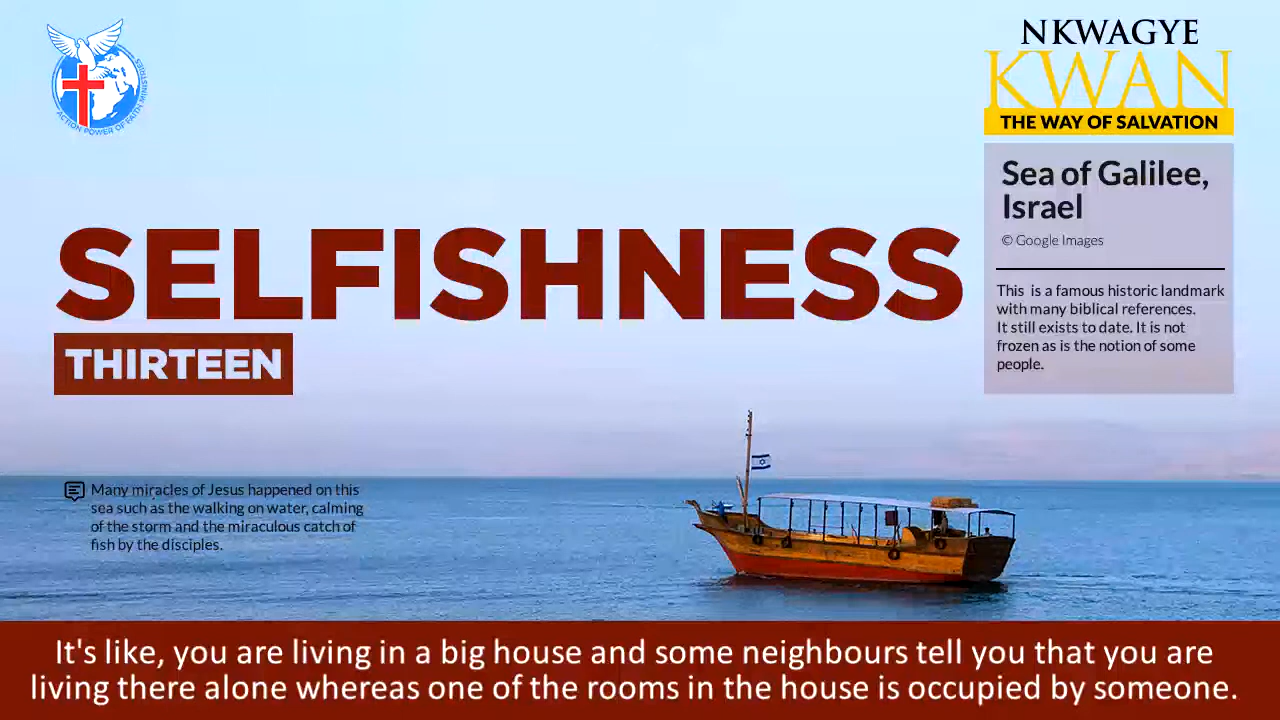 ACTION POWER OF FAITH MINISTRIES
NKWAGYE
KWAN
THE WAY OF SALVATION
Sea of Galilee,
Israel
© Google Images
This is a famous historic landmark
with many biblical references.
It still exists to date. It is not
frozen as is the notion of some
people.
SELFISHNESS
THIRTEEN
Many miracles of Jesus happened on this
sea such as the walking on water, calming
of the storm and the miraculous catch of
fish by the disciples.
It's like, you are living in a big house and some neighbours tell you that you are
living there alone whereas one of the rooms in the house is occupied by someone.